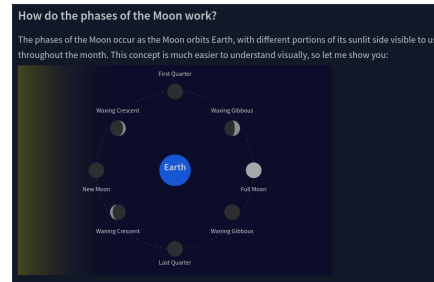 How do the phases of the Moon work?
The phases of the Moon occur as the Moon orbits Earth, with different portions of its sunlit side visible to us
throughout the month. This concept is much easier to understand visually, so let me show you:
First Quarter
Waxing Crescent
Waxing Gibbous
Earth
New Moon
Full Moon
Waning Crescent
Waning Gibbous
Last Quarter